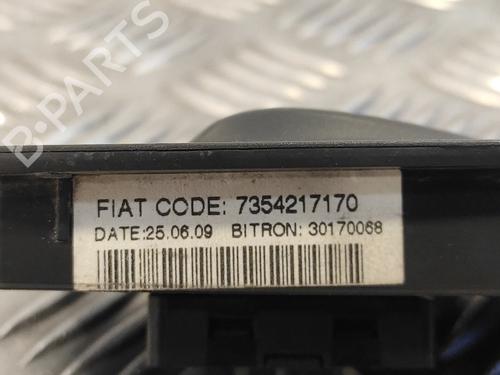 B-PARTS
FIAT CODE: 7354217170
DATE:25.06.09 BITRON: 30170068